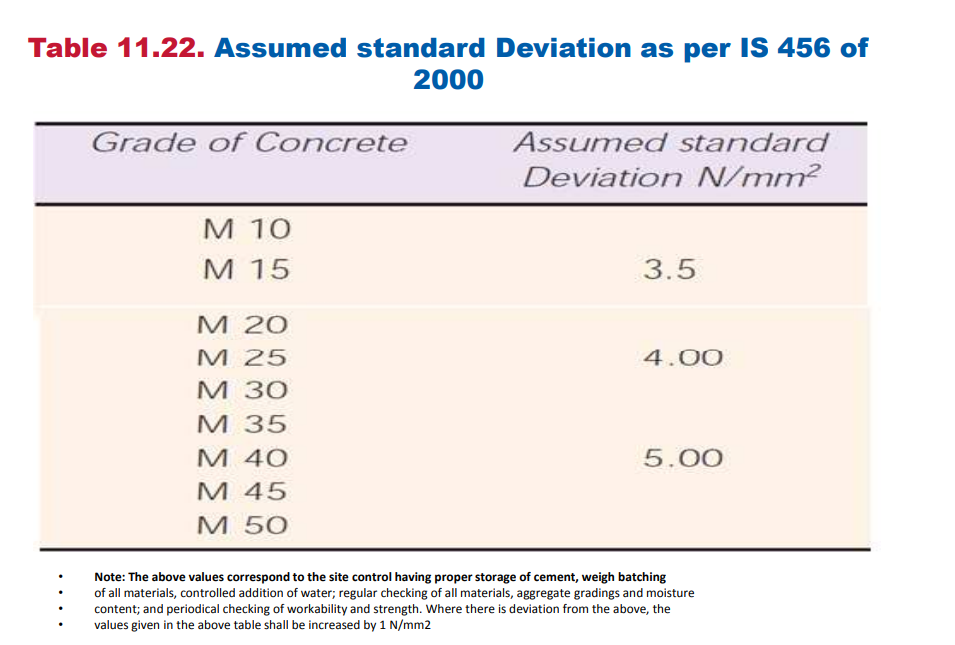 Table 11.22. Assumed standard Deviation as per IS 456 of
2000
Grade of Concrete Assumed standard
Deviation N/mm²
M 10
M 15 3.5
M 20
M 25 4.00
M 30
M 35
M 40 5.00
M 45
M 50
• Note: The above values correspond to the site control having proper storage of cement, weigh batching
• of all materials, controlled addition of water; regular checking of all materials, aggregate gradings and moisture
• content; and periodical checking of workability and strength. Where there is deviation from the above, the
• values given in the above table shall be increased by 1 N/mm2